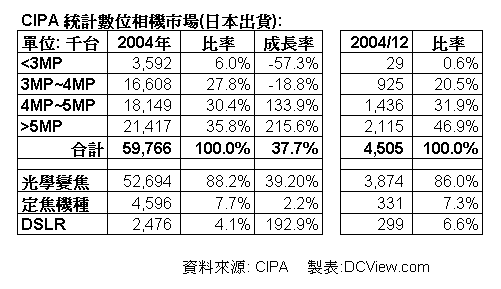 CIPA 統計數位相機市場(日本出貨):
單位: 千台 2004年 比率 成長率 2004/12 比率
<3MP 3,592 6.0% -57.3% 29 0.6%
3MP~4MP 16,608 27.8% -18.8% 925 20.5%
4MP~5MP 18,149 30.4% 133.9% 1,436 31.9%
>5MP 21,417 35.8% 215.6% 2,115 46.9%
合計 59,766 100.0% 37.7% 4,505 100.0%
光學變焦 52,694 88.2% 39.20% 3,874 86.0%
定焦機種 4,596 7.7% 2.2% 331 7.3%
DSLR 2,476 4.1% 192.9% 299 6.6%
資料來源: CIPA 製表:DCView.com